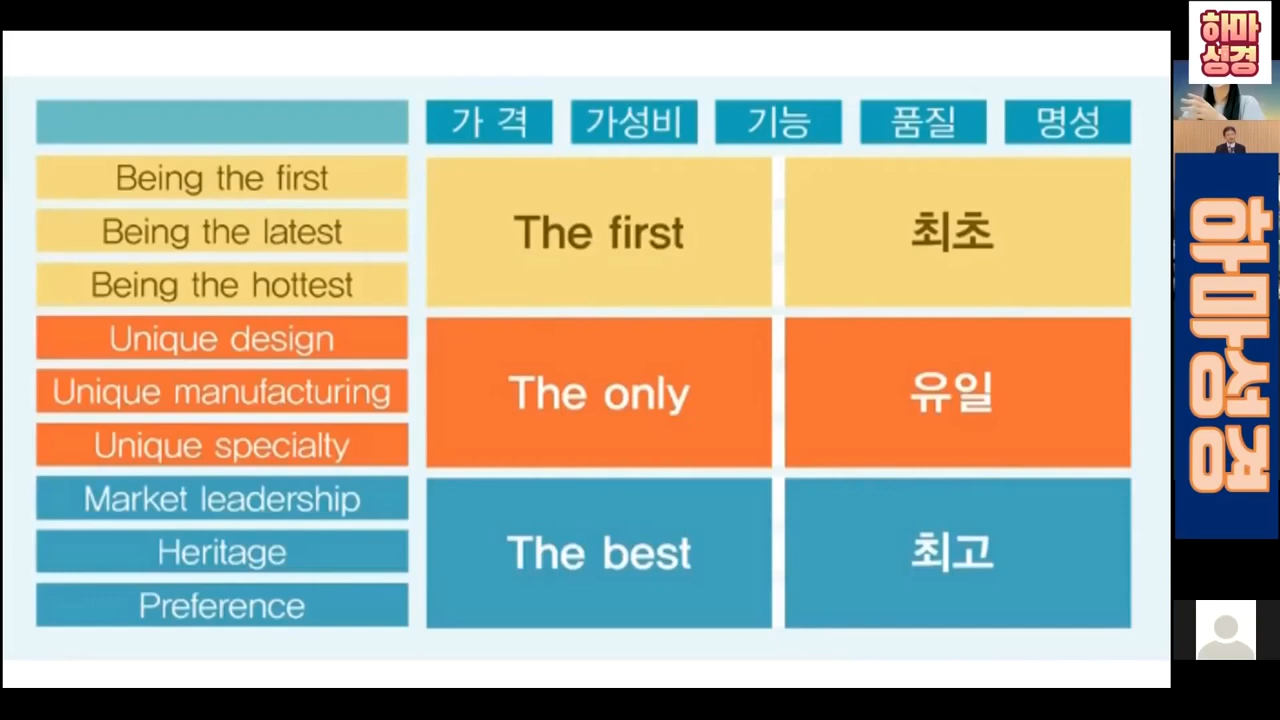 가 격 가성비 기능 품질 명성
Being the first
Being the latest
Being the hottest
The first 최초
Unique design
Unique manufacturing
Unique specialty
The only 유일
Market leadership
Heritage
Preference
The best 최고
하마
성경
하마성경